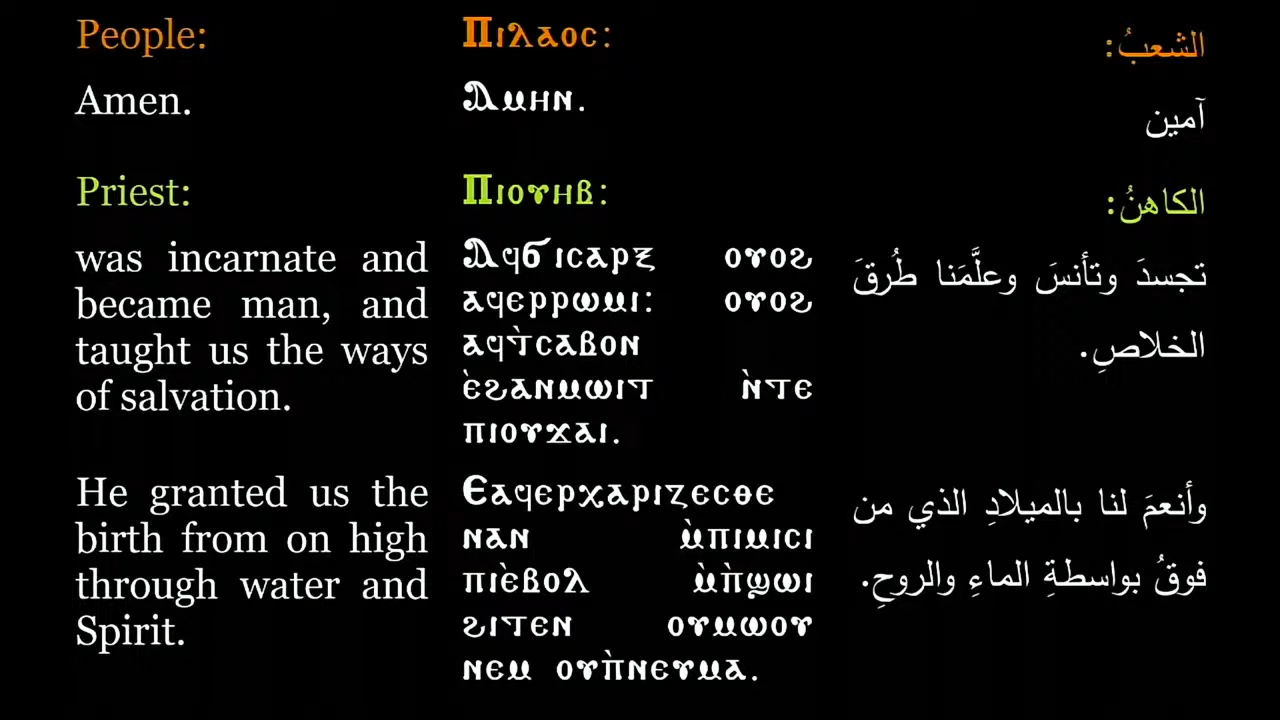 People:
Amen.
Priest:
was incarnate and
became man, and
taught us the ways
of salvation.
He granted us the
birth from on high
through water and
Spirit.
Ⲡⲓⲗⲁⲟⲥ:
Ⲁⲙⲏⲛ.
Ⲡⲓⲟⲩⲏⲃ:
Ⲁϥϭⲓⲥⲁⲣⲝ ⲟⲩⲟϩ
ⲁϥⲉⲣⲣⲱⲙⲓ: ⲟⲩⲟϩ
ⲁϥⲧ̀ⲥⲁⲃⲟⲛ
ⲉ̀ϩⲁⲛⲙⲱⲓⲧ ⲛ̀ⲧⲉ
ⲡⲓⲟⲩϫⲁⲓ.
Ⲉⲁϥⲉⲣⲭⲁⲣⲓⲍⲉⲥⲑⲉ
ⲛⲁⲛ ⲙ̀ⲡⲓⲙⲓⲥⲓ
ⲡⲓⲉ̀ⲃⲟⲗ ⲙ̀ⲡ̀ϣⲱⲓ
ϩⲓⲧⲉⲛ ⲟⲩⲙⲱⲟⲩ
ⲛⲉⲙ ⲟⲩⲡ̀ⲛⲉⲩⲙⲁ.
الشعبُ:
آمين
الكاهنُ:
تجسدَ وتأنسَ وعلَّمَنا طُرقَ
الخلاصِ.
وأنعمَ لنا بالميلادِ الذي من
فوقُ بواسطةِ الماءِ والروحِ.